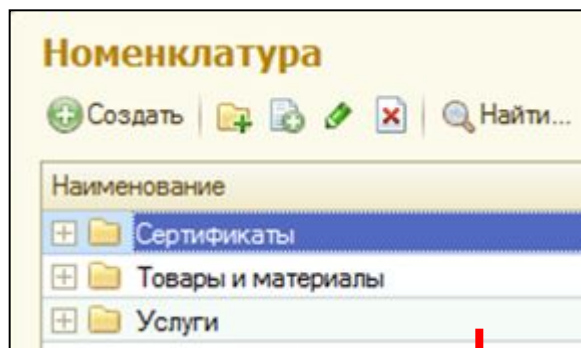 Номенклатура
Создать Найти...
Наименование
Сертификаты
Товары и материалы
Услуги